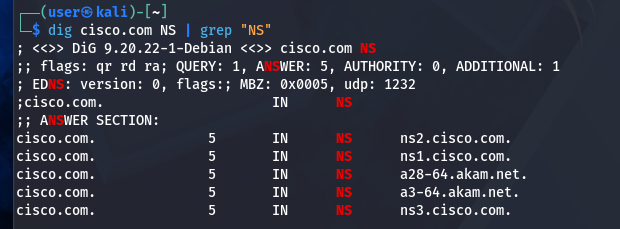 ┌──(user㉿kali)-[~]
└─$ dig cisco.com NS | grep "NS"
; <<>> DiG 9.20.22-1-Debian <<>> cisco.com NS
;; flags: qr rd ra; QUERY: 1, ANSWER: 5, AUTHORITY: 0, ADDITIONAL: 1
; EDNS: version: 0, flags:; MBZ: 0x0005, udp: 1232
;cisco.com. IN NS
;; ANSWER SECTION:
cisco.com. 5 IN NS ns2.cisco.com.
cisco.com. 5 IN NS ns1.cisco.com.
cisco.com. 5 IN NS a28-64.akam.net.
cisco.com. 5 IN NS a3-64.akam.net.
cisco.com. 5 IN NS ns3.cisco.com.